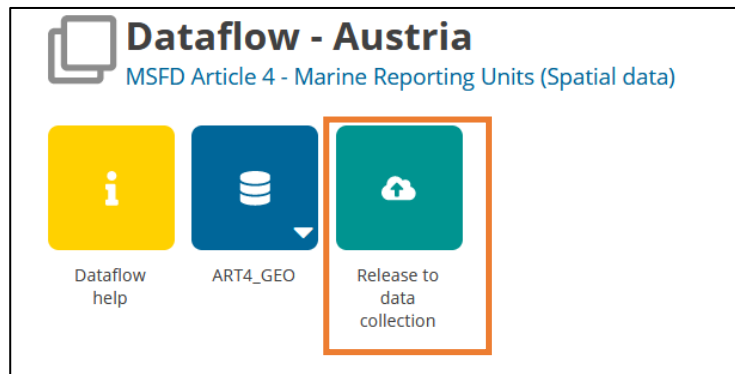 Dataflow - Austria
MSFD Article 4 - Marine Reporting Units (Spatial data)
Dataflow
help
ART4_GEO
Release to
data
collection